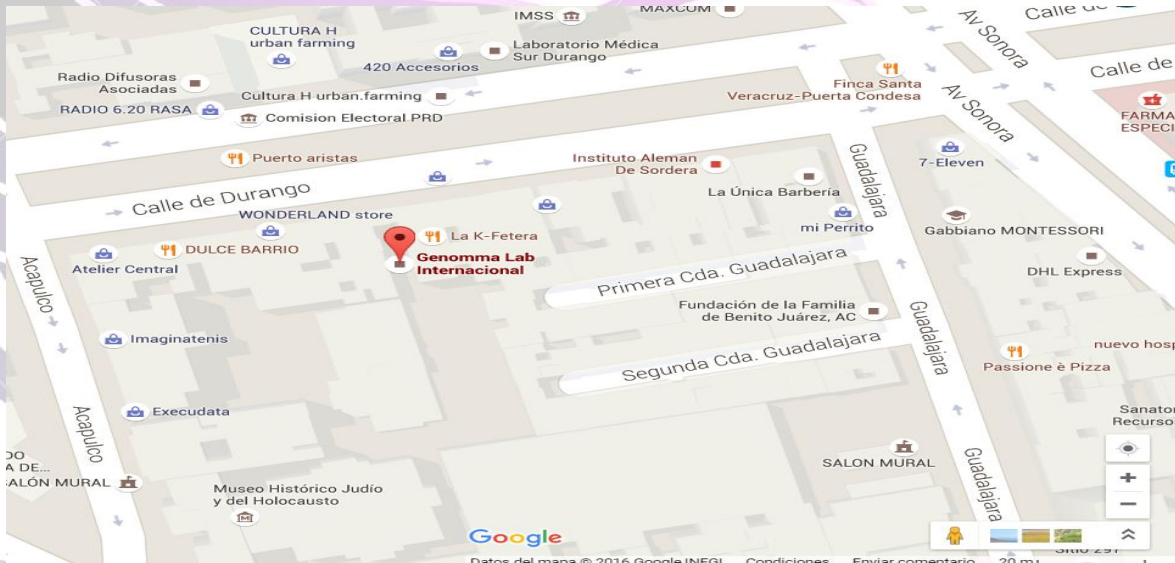 IMSS
MAXCOM
Calle de
CULTURA H
urban farming
Laboratorio Médica
Sur Durango
420 Accesorios
Av Sonora
Calle de
Radio Difusoras
Asociadas
Finca Santa
Veracruz-Puerta Condesa
Cultura H urban.farming
RADIO 6.20 RASA
Av Sonora
FARMA
ESPECI
Comision Electoral PRD
Puerto aristas
Instituto Aleman
De Sordera
Guadalajara
7-Eleven
La Única Barbería
Calle de Durango
WONDERLAND store
mi Perrito
Gabbiano MONTESSORI
La K-Fetera
DULCE BARRIO
Atelier Central
Genomma Lab
Internacional
Acapulco
Primera Cda. Guadalajara
DHL Express
Fundación de la Familia
de Benito Juárez, AC
Guadalajara
Imaginatenis
nuevo hosp
Segunda Cda. Guadalajara
Passione è Pizza
Execudata
Acapulco
Sanato
Recurso
DO
A DE...
SALÓN MURAL
SALON MURAL
Guadalajara
Museo Histórico Judío
y del Holocausto
Google
Sitio 291
Datos del mapa © 2016 Google INEGI Condiciones Enviar comentario 20 m